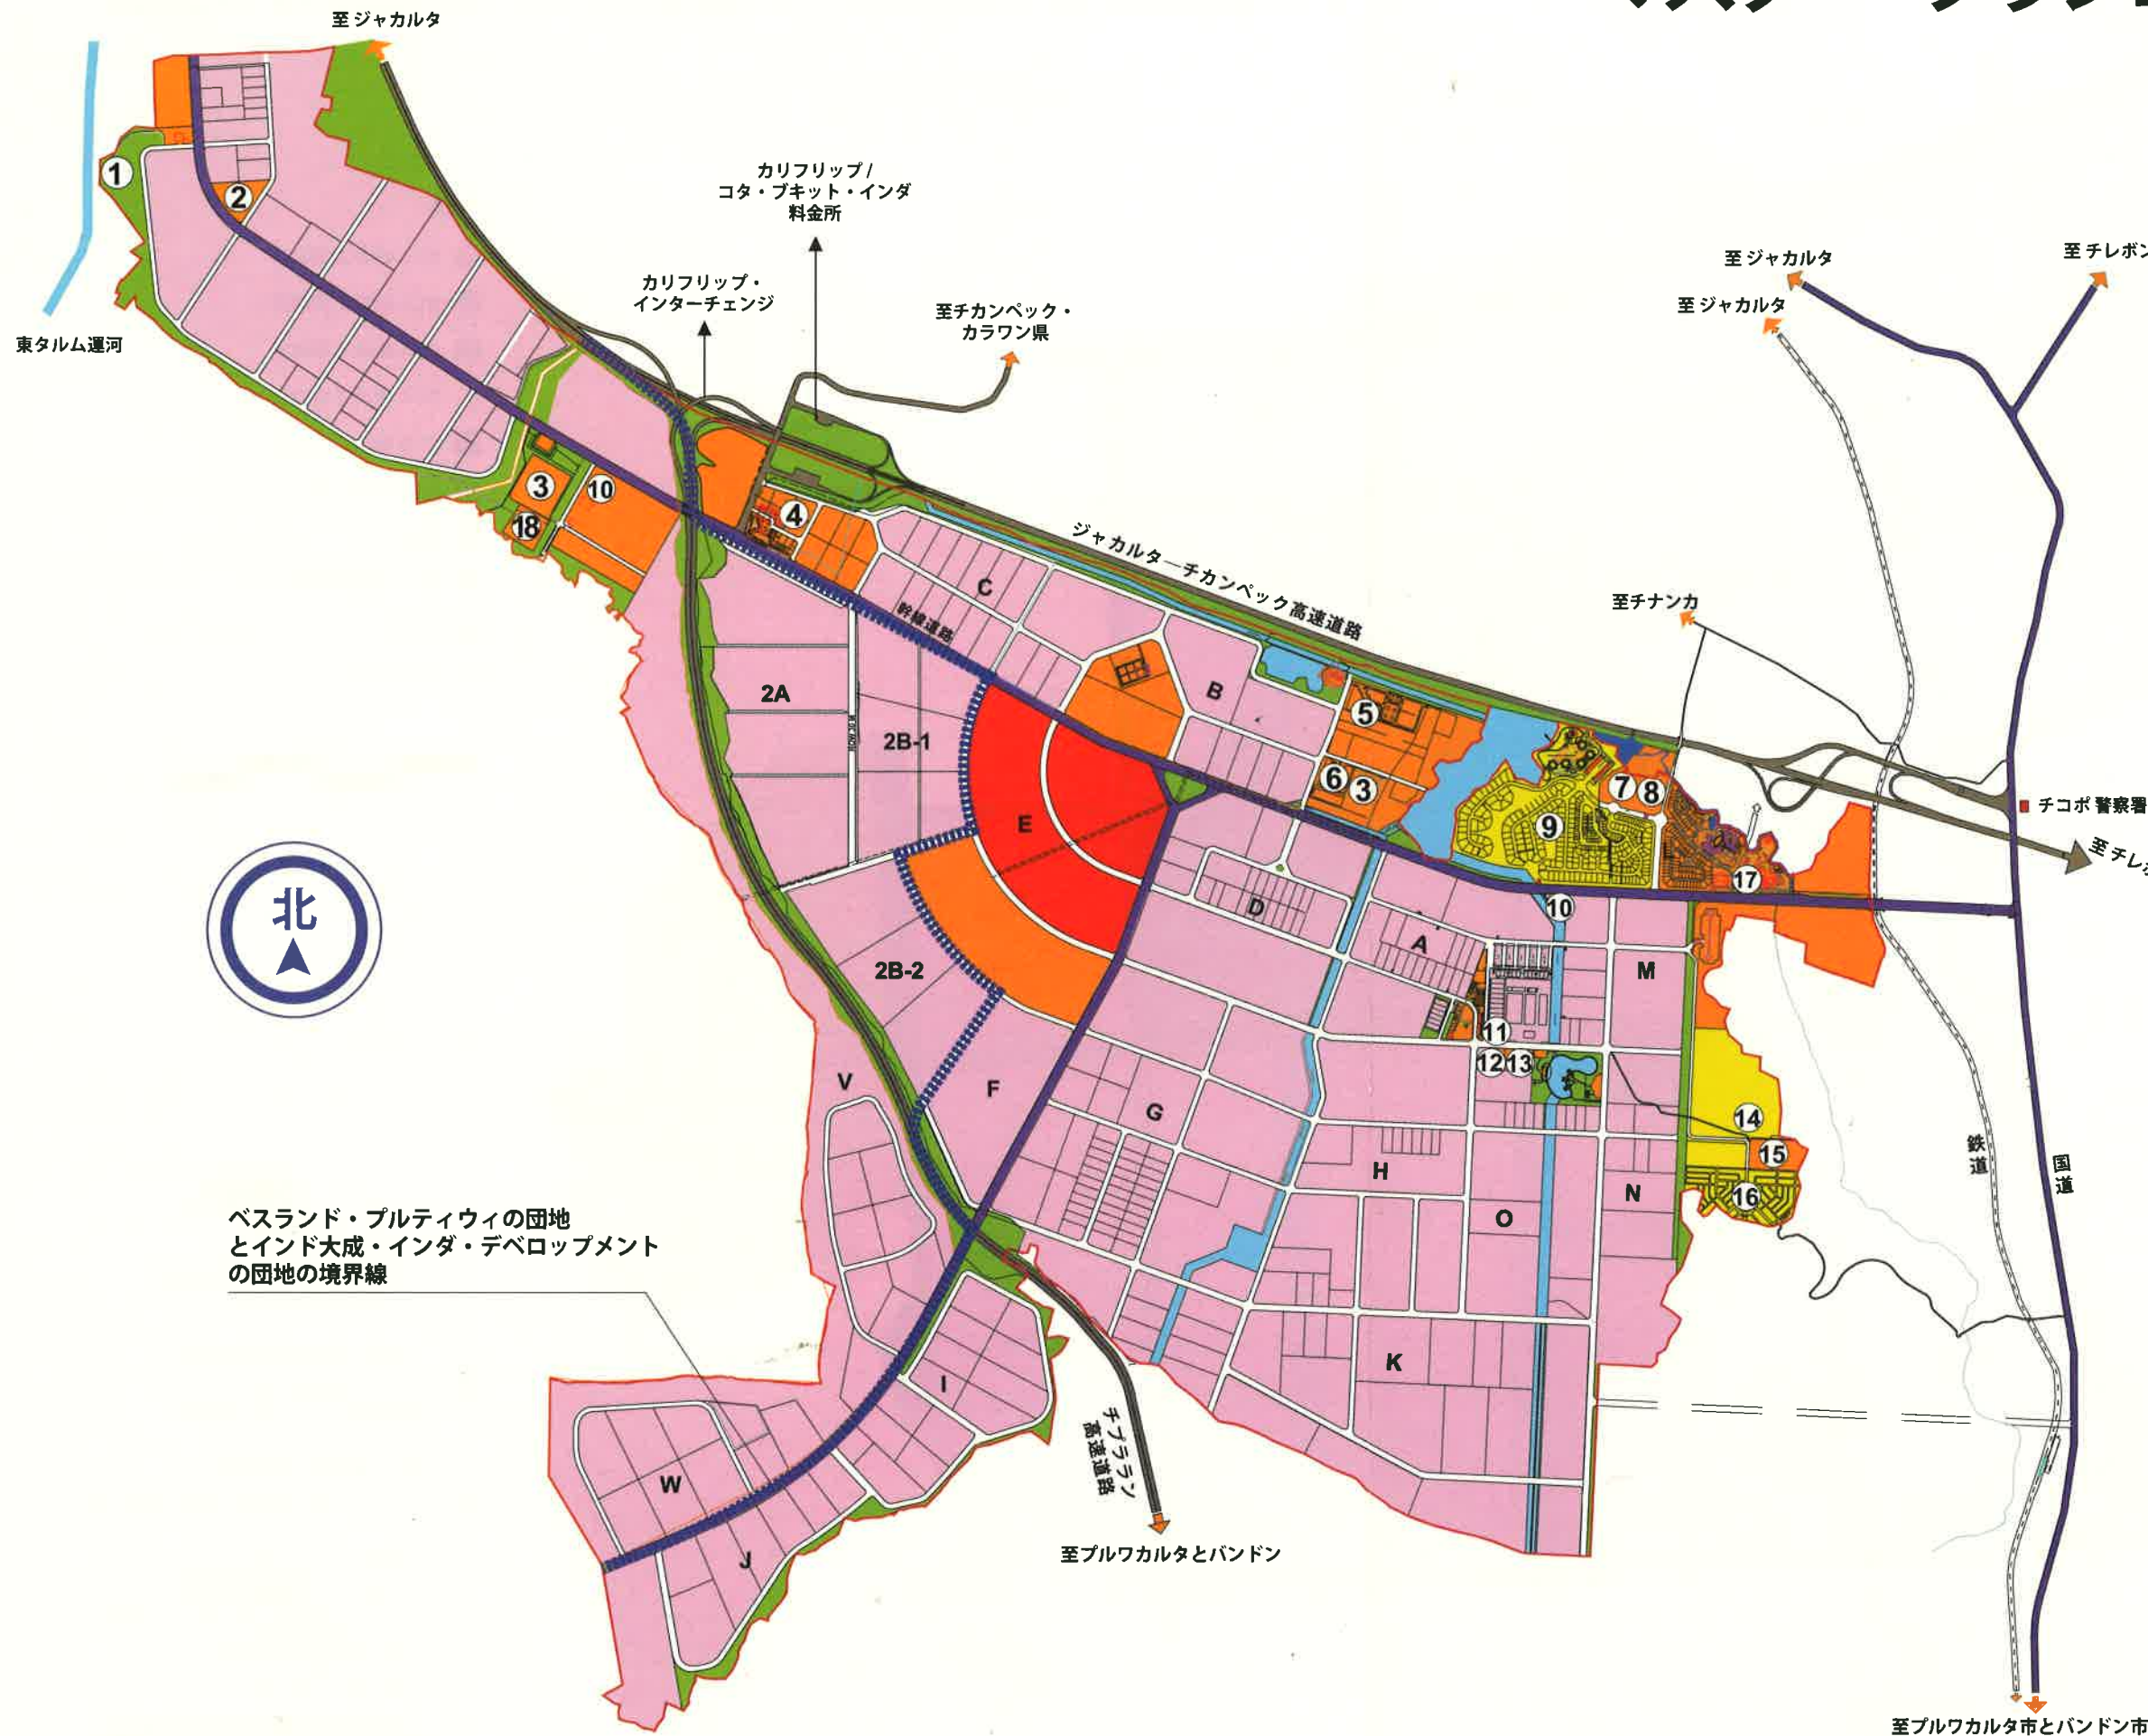 至 ジャカルタ
カリフリップ /
コタ・ブキット・インダ
料金所
カリフリップ・
インターチェンジ
至チカンペック・
カラワン県
至 ジャカルタ
至 チレボン
至 ジャカルタ
東タルム運河
1
2
3
10
18
4
ジャカルタ―チカンペック高速道路
幹線道路
至チナンカ
C
B
2A
2B-1
E
5
6
3
7
8
9
17
チコポ 警察署
至 チレ
10
D
A
M
北
2B-2
11
12
13
V
F
G
H
14
15
16
N
O
鉄道
国道
ベスランド・プルティウィの団地
とインド大成・インダ・デベロップメント
の団地の境界線
I
K
W
J
チプララン
高速道路
至プルワカルタとバンドン
至プルワカルタ市とバンドン市